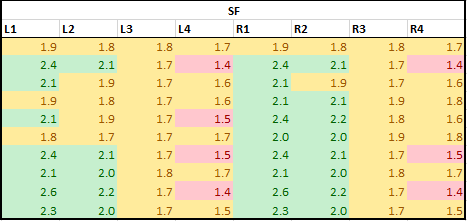 SF
L1 L2 L3 L4 R1 R2 R3 R4
1.9 1.8 1.8 1.7 1.9 1.8 1.8 1.7
2.4 2.1 1.7 1.4 2.4 2.1 1.7 1.4
2.1 1.9 1.7 1.6 2.1 1.9 1.7 1.6
1.9 1.8 1.7 1.6 2.1 2.1 1.9 1.8
2.1 1.9 1.7 1.5 2.4 2.2 1.8 1.6
1.8 1.7 1.7 1.7 2.0 2.0 1.9 1.8
2.4 2.1 1.7 1.5 2.4 2.1 1.7 1.5
2.1 2.0 1.8 1.7 2.1 2.0 1.8 1.7
2.6 2.2 1.7 1.4 2.6 2.2 1.7 1.4
2.3 2.0 1.7 1.5 2.3 2.0 1.7 1.5